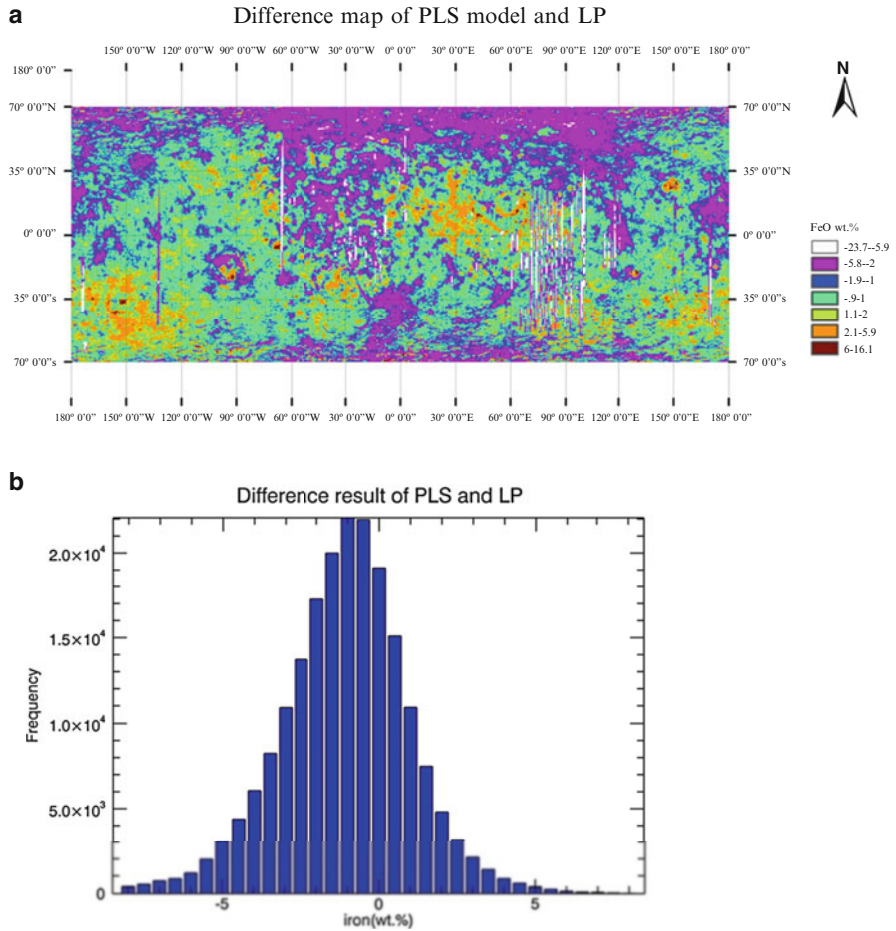 a
Difference map of PLS model and LP
150° 0'0"W 120° 0'0"W 90° 0'0"W 60° 0'0"W 30° 0'0"W 0° 0'0" 30° 0'0"E 60° 0'0"E 90° 0'0"E 120° 0'0"E 150° 0'0"E 180° 0'0"
180° 0'0"
N
70° 0'0"N 70° 0'0"N
35° 0'0"N 35° 0'0"N
0° 0'0" 0° 0'0"
35° 0'0"s 35° 0'0"s
70° 0'0"s 70° 0'0"s
180° 0'0" 150° 0'0"W 120° 0'0"W 90° 0'0"W 60° 0'0"W 30° 0'0"W 0° 0'0" 30° 0'0"E 60° 0'0"E 90° 0'0"E 120° 0'0"E 150° 0'0"E 180° 0'0"
FeO wt.%
-23.7--5.9
-5.8--2
-1.9--1
-.9-1
1.1-2
2.1-5.9
6-16.1
b
Difference result of PLS and LP
2.0×10⁴
1.5×10⁴
1.0×10⁴
5.0×10³
0
Frequency
-5 0 5
iron(wt.%)